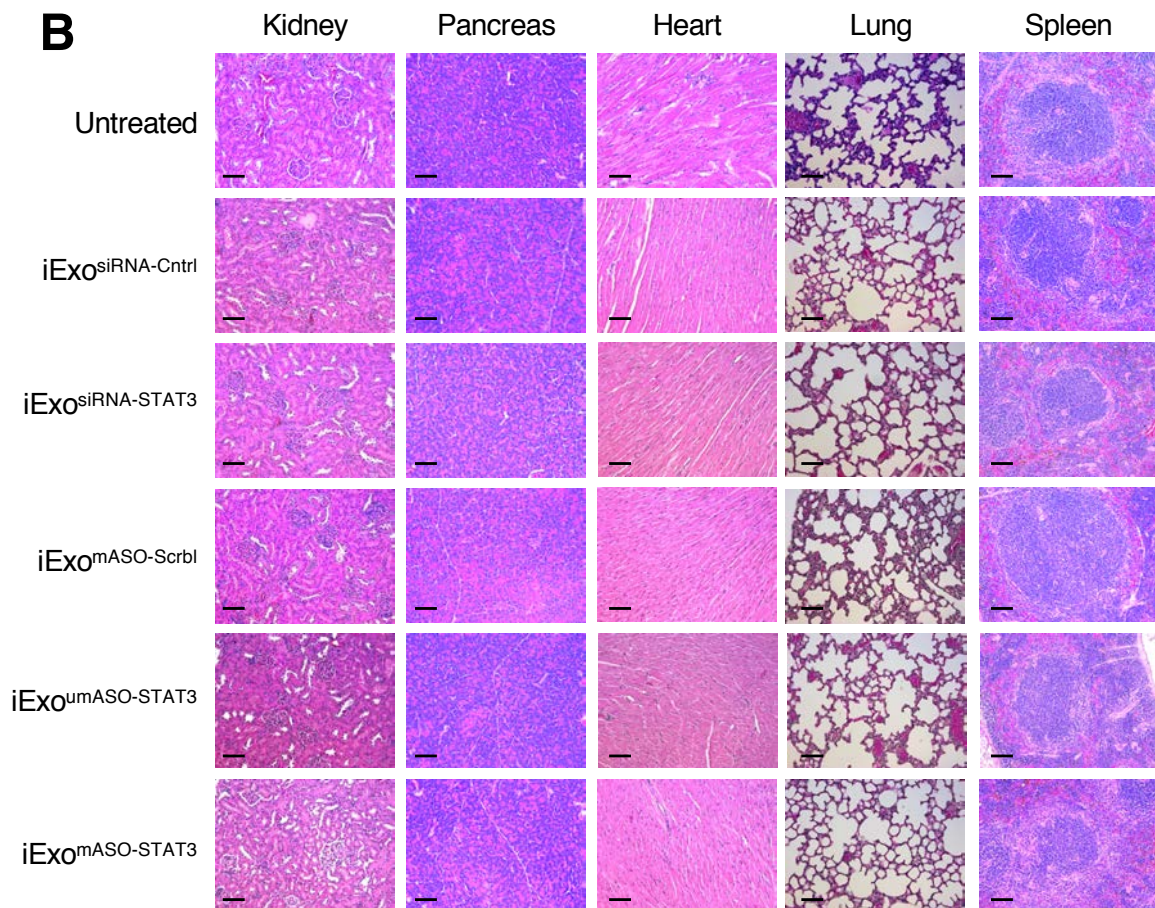 B
Kidney Pancreas Heart Lung Spleen
Untreated
iExosiRNA-Cntrl
iExosiRNA-STAT3
iExomASO-Scrbl
iExoumASO-STAT3
iExomASO-STAT3